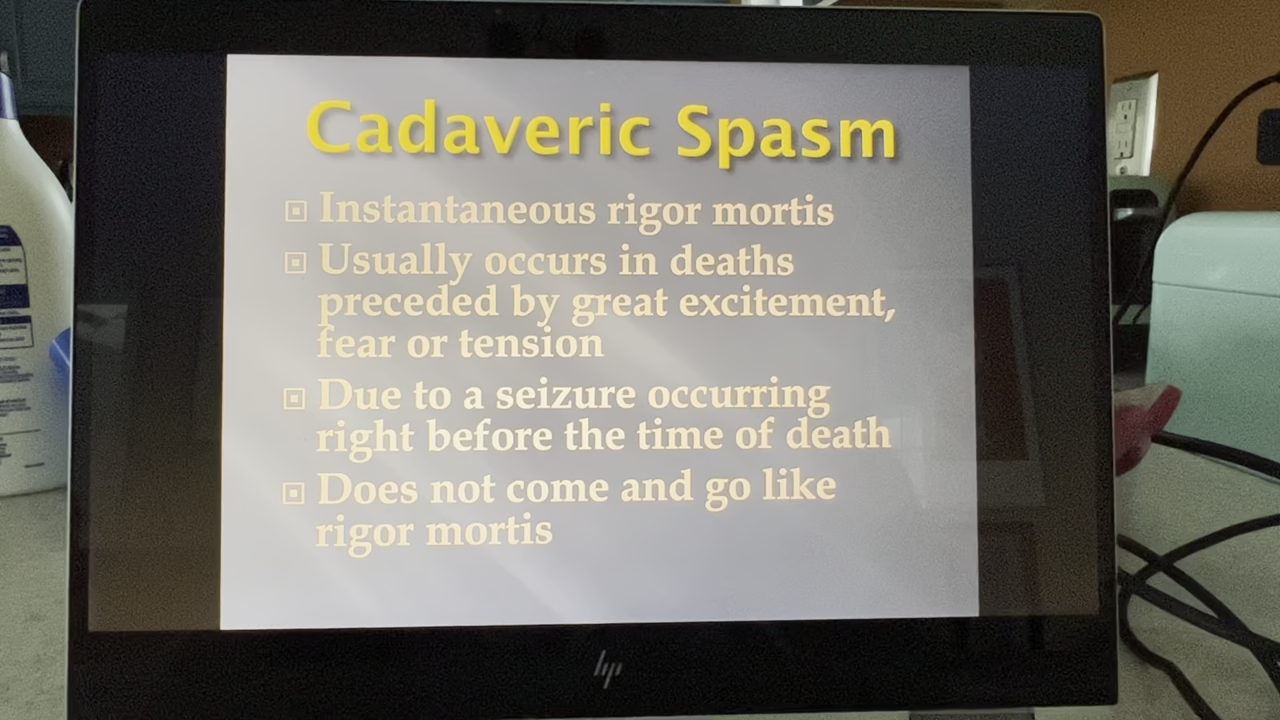 Cadaveric Spasm
Instantaneous rigor mortis
Usually occurs in deaths
preceded by great excitement,
fear or tension
Due to a seizure occurring
right before the time of death
Does not come and go like
rigor mortis
hp